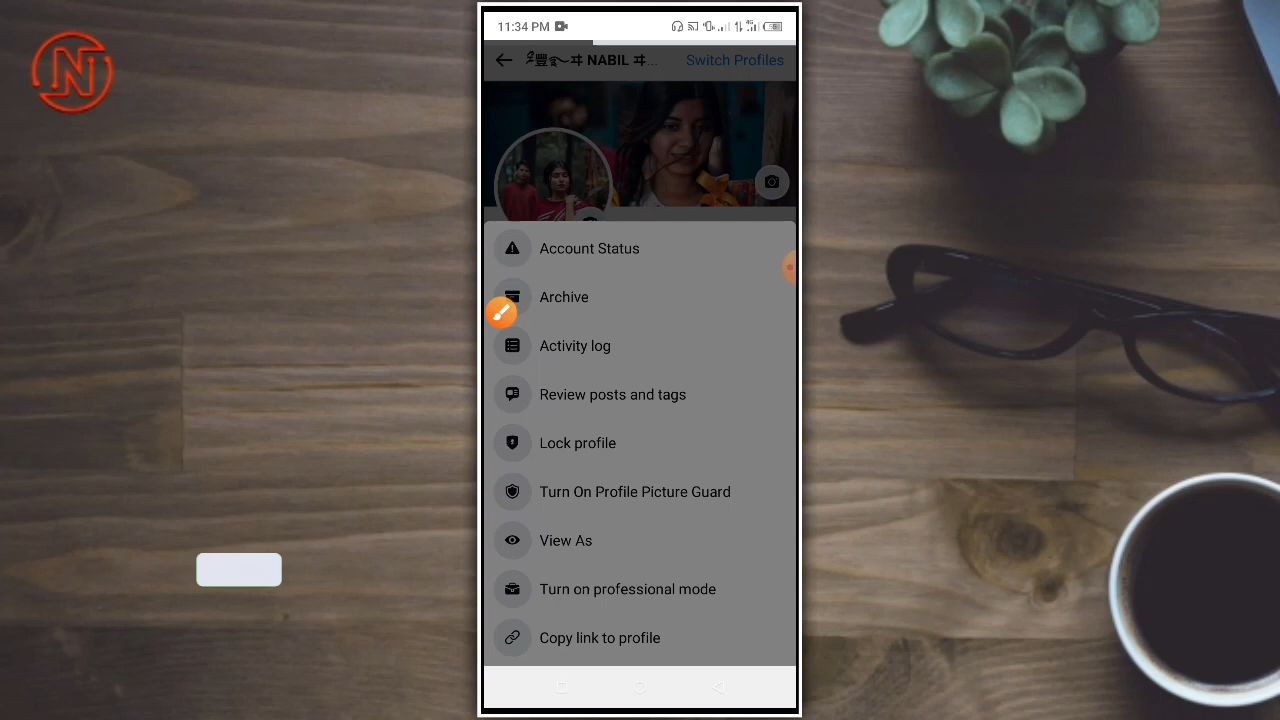 11:34 PM
4G
NABIL
Switch Profiles
Account Status
Archive
Activity log
Review posts and tags
Lock profile
Turn On Profile Picture Guard
View As
Turn on professional mode
Copy link to profile